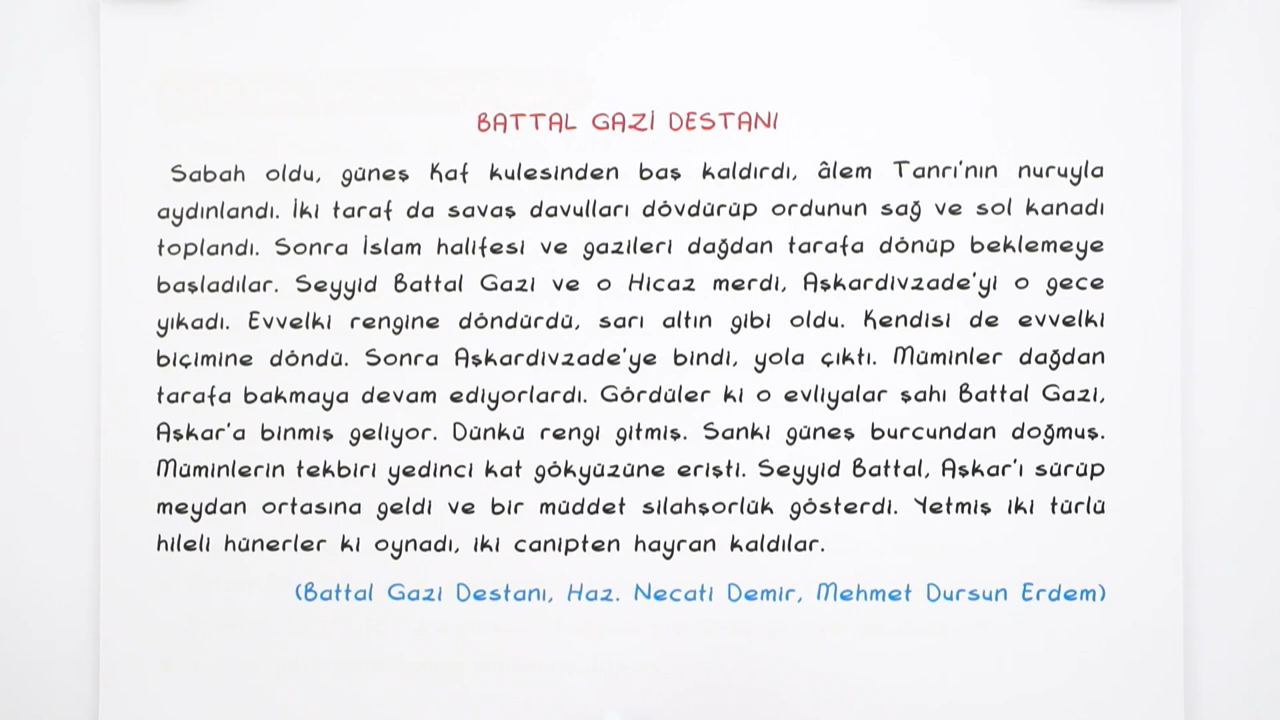 BATTAL GAZİ DESTANI
Sabah oldu, güneş Kaf kulesinden baş kaldırdı, âlem Tanrı'nın nuruyla
aydınlandı. İki taraf da savaş davulları dövdürüp ordunun sağ ve sol kanadı
toplandı. Sonra İslam halifesi ve gazileri dağdan tarafa dönüp beklemeye
başladılar. Seyyid Battal Gazi ve o Hicaz merdi, Aşkardivzade'yi o gece
yıkadı. Evvelki rengine döndürdü, sarı altın gibi oldu. Kendisi de evvelki
biçimine döndü. Sonra Aşkardivzade'ye bindi, yola çıktı. Müminler dağdan
tarafa bakmaya devam ediyorlardı. Gördüler ki o evliyalar şahı Battal Gazi,
Aşkar'a binmiş geliyor. Dünkü rengi gitmiş. Sanki güneş burcundan doğmuş.
Müminlerin tekbiri yedinci kat gökyüzüne erişti. Seyyid Battal, Aşkar'ı sürüp
meydan ortasına geldi ve bir müddet silahşorlük gösterdi. Yetmiş iki türlü
hileli hünerler ki oynadı, iki canipten hayran kaldılar.
(Battal Gazi Destanı, Haz. Necati Demir, Mehmet Dursun Erdem)